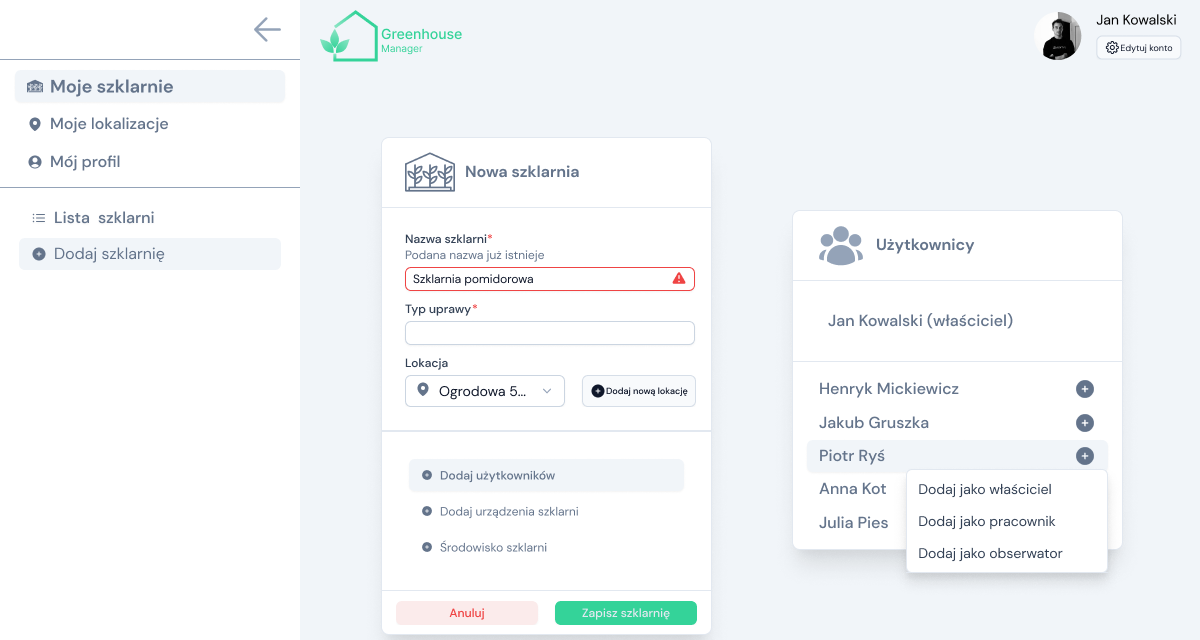 Greenhouse
Manager
Jan Kowalski
Edytuj konto
Moje szklarnie
Moje lokalizacje
Mój profil
Lista szklarni
Dodaj szklarnię
Nowa szklarnia
Nazwa szklarni*
Podana nazwa już istnieje
Szklarnia pomidorowa
Typ uprawy*
Lokacja
Ogrodowa 5...
Dodaj nową lokację
Dodaj użytkowników
Dodaj urządzenia szklarni
Środowisko szklarni
Anuluj
Zapisz szklarnię
Użytkownicy
Jan Kowalski (właściciel)
Henryk Mickiewicz
Jakub Gruszka
Piotr Ryś
Anna Kot
Julia Pies
Dodaj jako właściciel
Dodaj jako pracownik
Dodaj jako obserwator